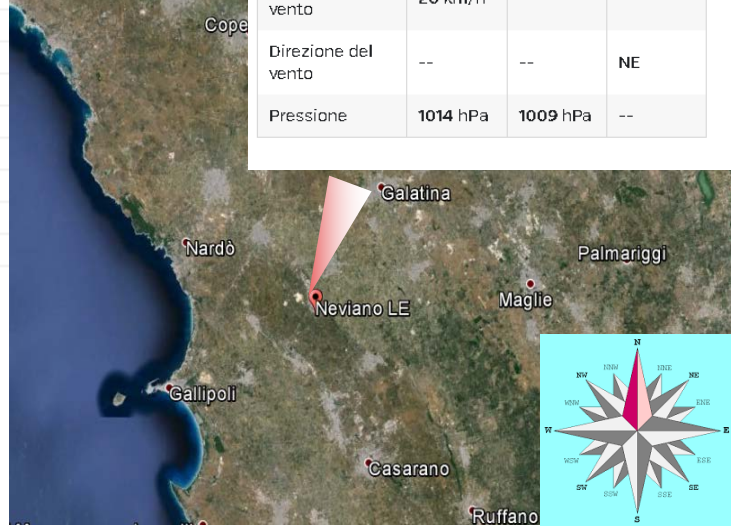 vento
Direzione del
vento
--
--
NE
Pressione
1014 hPa
1009 hPa
--
Galatina
Nardò
Palmariggi
Neviano LE
Maglie
Gallipoli
Casarano
Ruffano
N
NNW
NNE
NW
NE
WNW
ENE
W
E
WSW
ESE
SW
SE
SSW
SSE
S